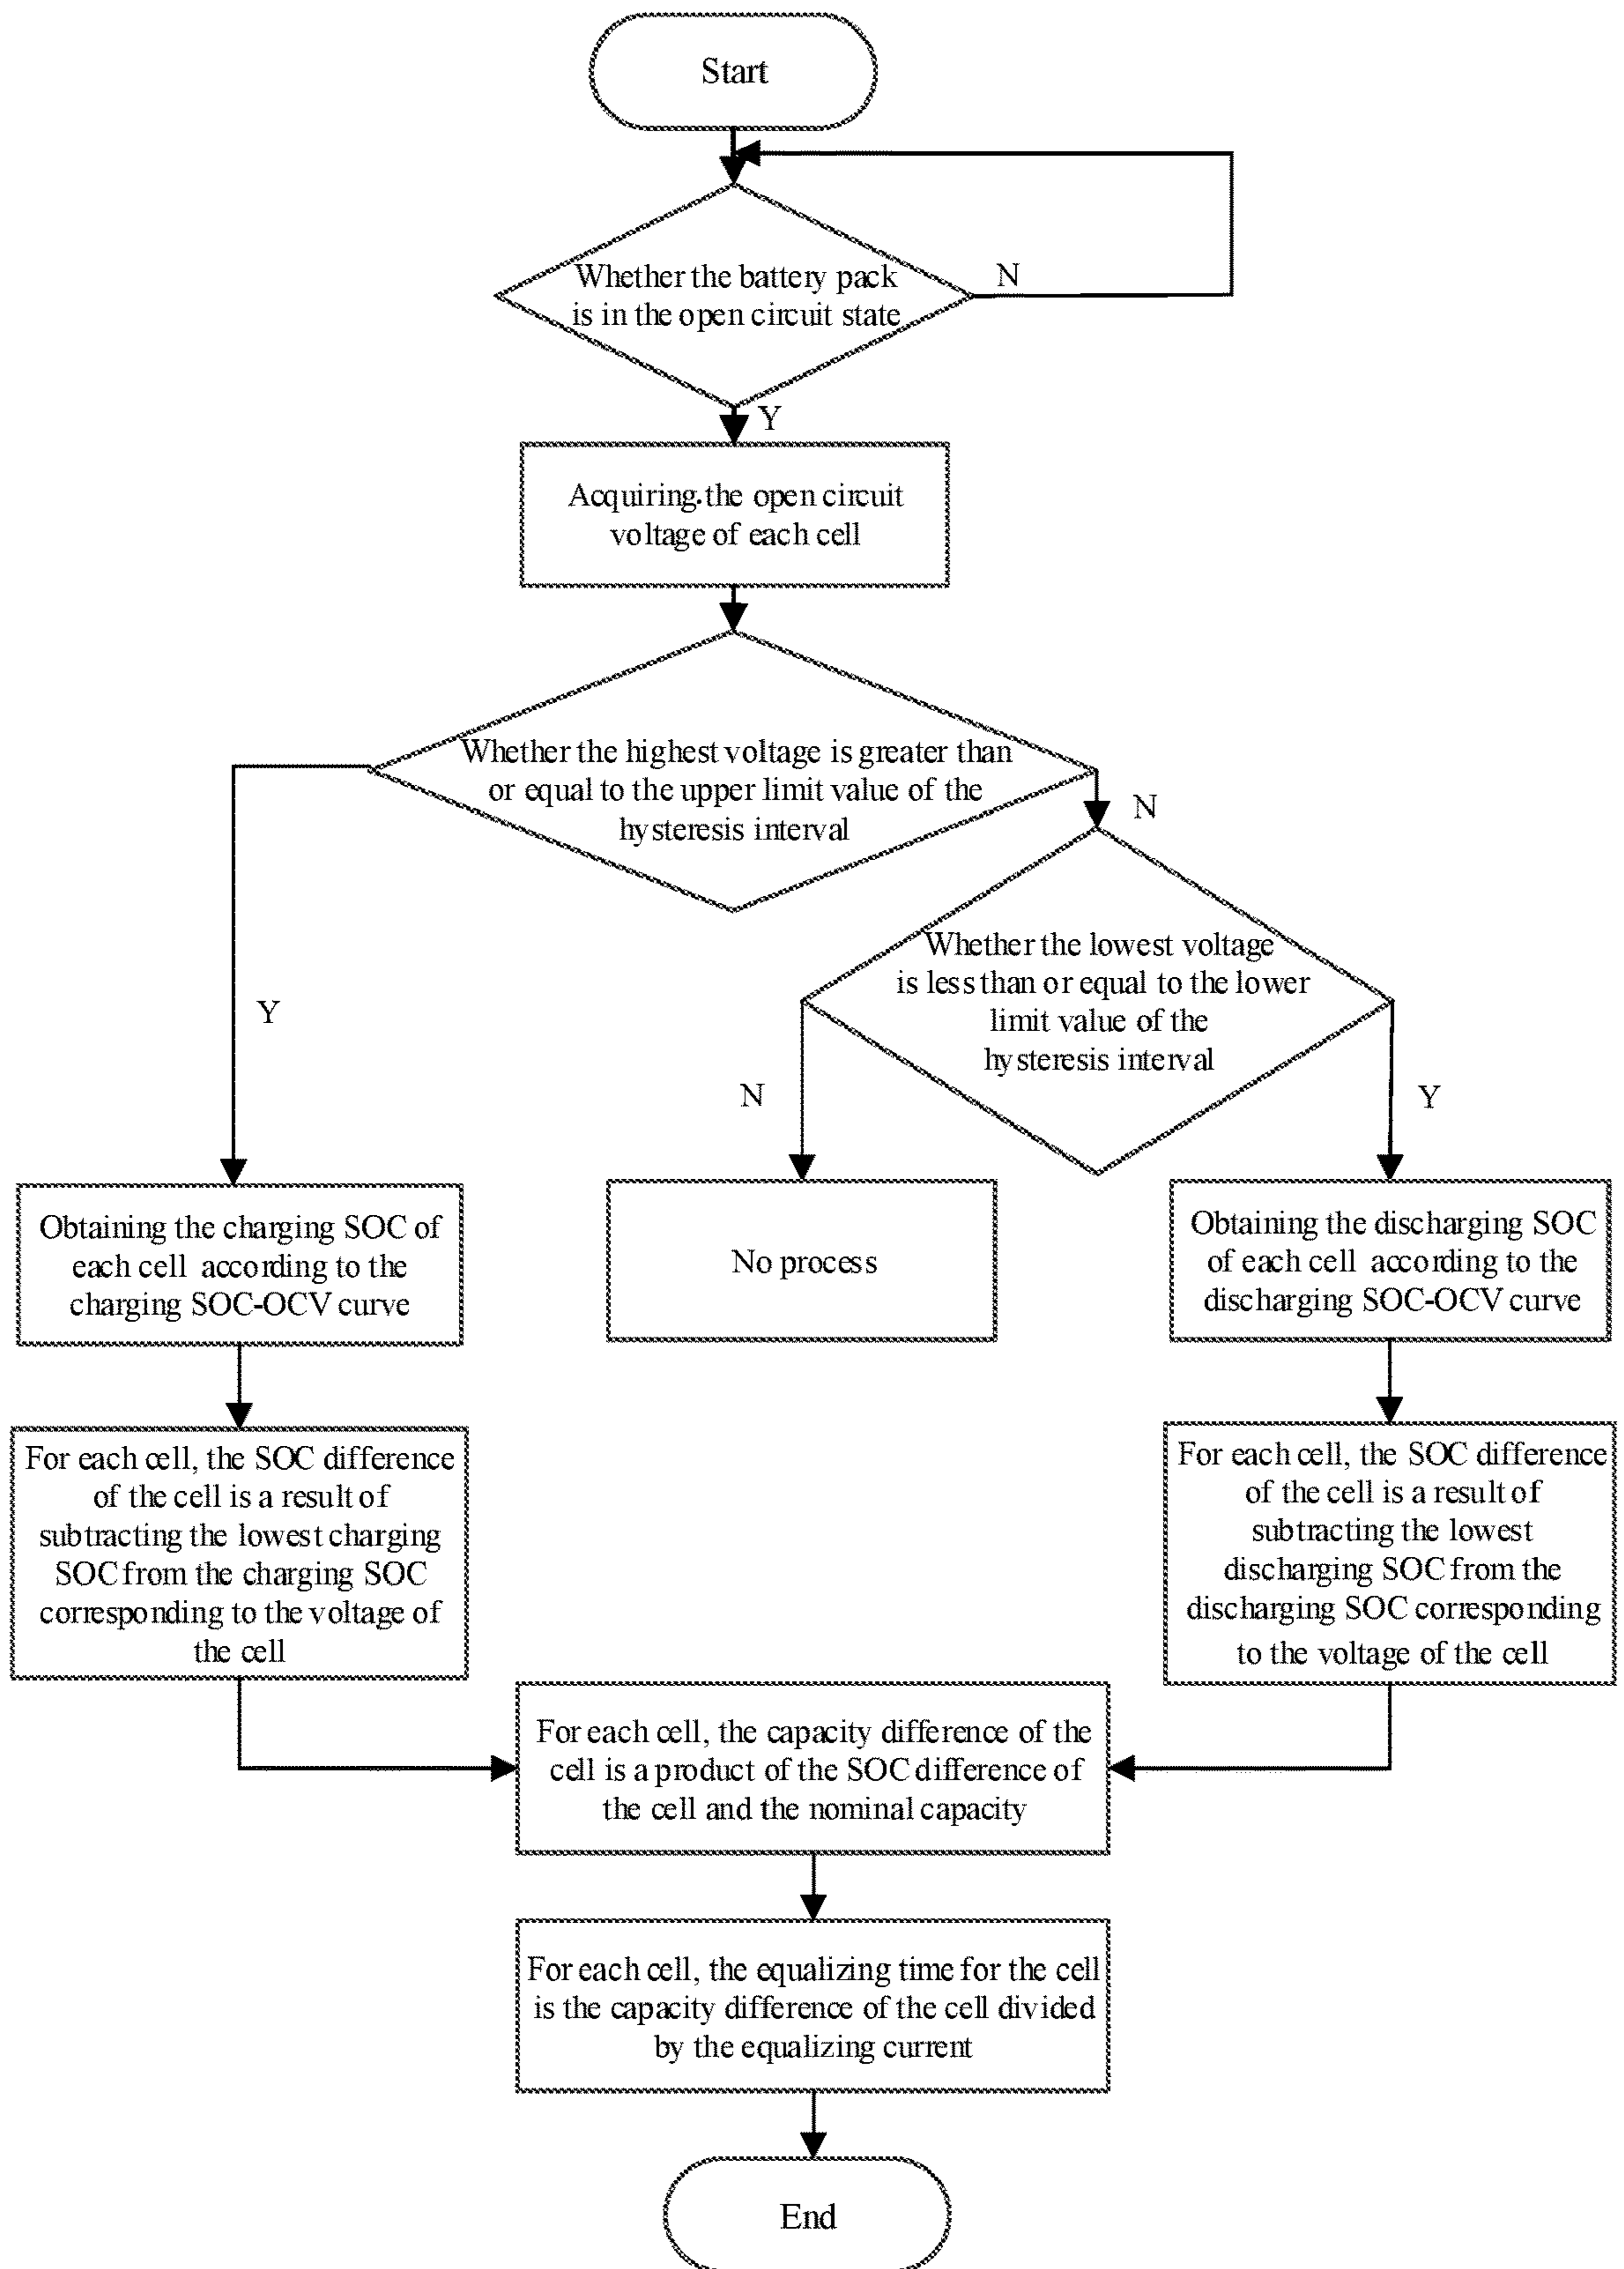 Start
Whether the battery pack
is in the open circuit state
N
Y
Acquiring the open circuit
voltage of each cell
Whether the highest voltage is greater than
or equal to the upper limit value of the
hysteresis interval
N
Y
Whether the lowest voltage
is less than or equal to the lower
limit value of the
hysteresis interval
N
Y
Obtaining the charging SOC of
each cell according to the
charging SOC-OCV curve
No process
Obtaining the discharging SOC
of each cell according to the
discharging SOC-OCV curve
For each cell, the SOC difference
of the cell is a result of
subtracting the lowest charging
SOC from the charging SOC
corresponding to the voltage of
the cell
For each cell, the SOC difference
of the cell is a result of
subtracting the lowest
discharging SOC from the
discharging SOC corresponding
to the voltage of the cell
For each cell, the capacity difference of the
cell is a product of the SOC difference of
the cell and the nominal capacity
For each cell, the equalizing time for the cell
is the capacity difference of the cell divided
by the equalizing current
End